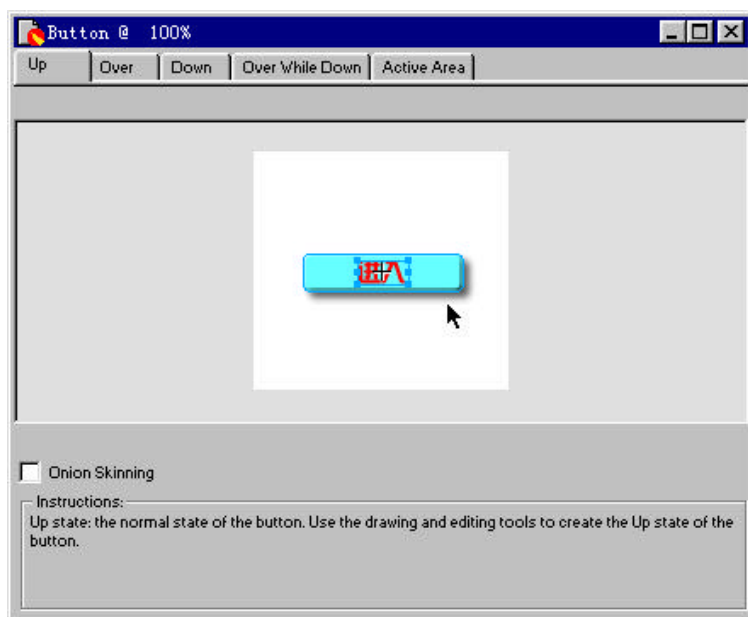 Button @ 100%
Up Over Down Over While Down Active Area
进入
Onion Skinning
Instructions:
Up state: the normal state of the button. Use the drawing and editing tools to create the Up state of the
button.